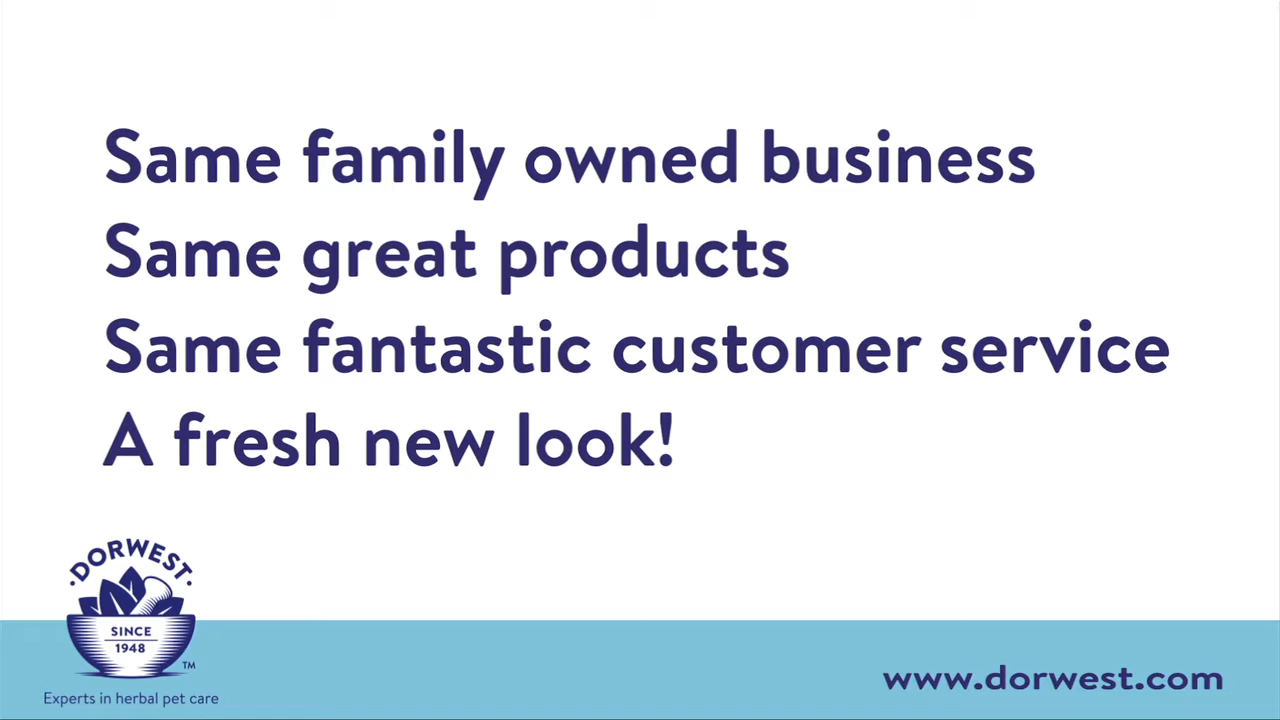 Same family owned business
Same great products
Same fantastic customer service
A fresh new look!
·DORWEST·
SINCE
1948
TM
Experts in herbal pet care
www.dorwest.com